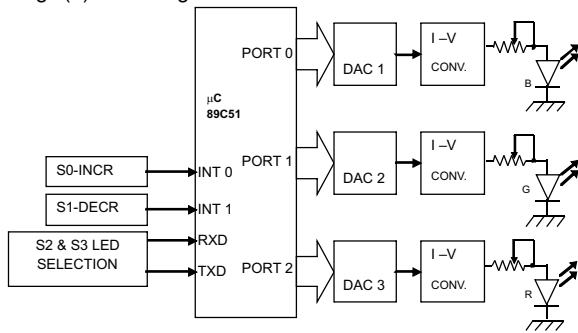 PORT 0
µC
89C51
DAC 1
I –V
CONV.
B
S0-INCR
INT 0
PORT 1
DAC 2
I –V
CONV.
G
S1-DECR
INT 1
S2 & S3 LED
SELECTION
RXD
TXD
PORT 2
DAC 3
I –V
CONV.
R